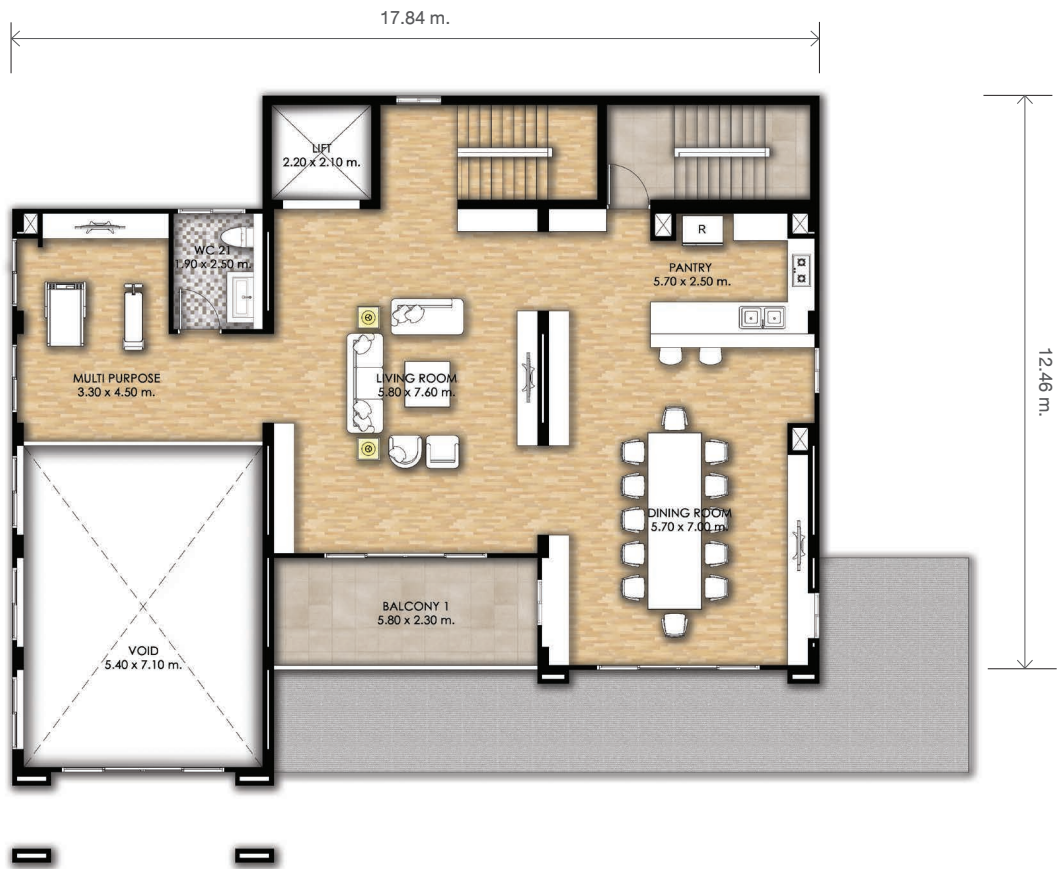 17.84 m.
LIFT
2.20 x 2.10 m.
WC 21
1.90 x 2.50 m.
R
PANTRY
5.70 x 2.50 m.
12.46 m.
MULTI PURPOSE
3.30 x 4.50 m.
LIVING ROOM
5.80 x 7.60 m.
DINING ROOM
5.70 x 7.00 m.
BALCONY 1
5.80 x 2.30 m.
VOID
5.40 x 7.10 m.